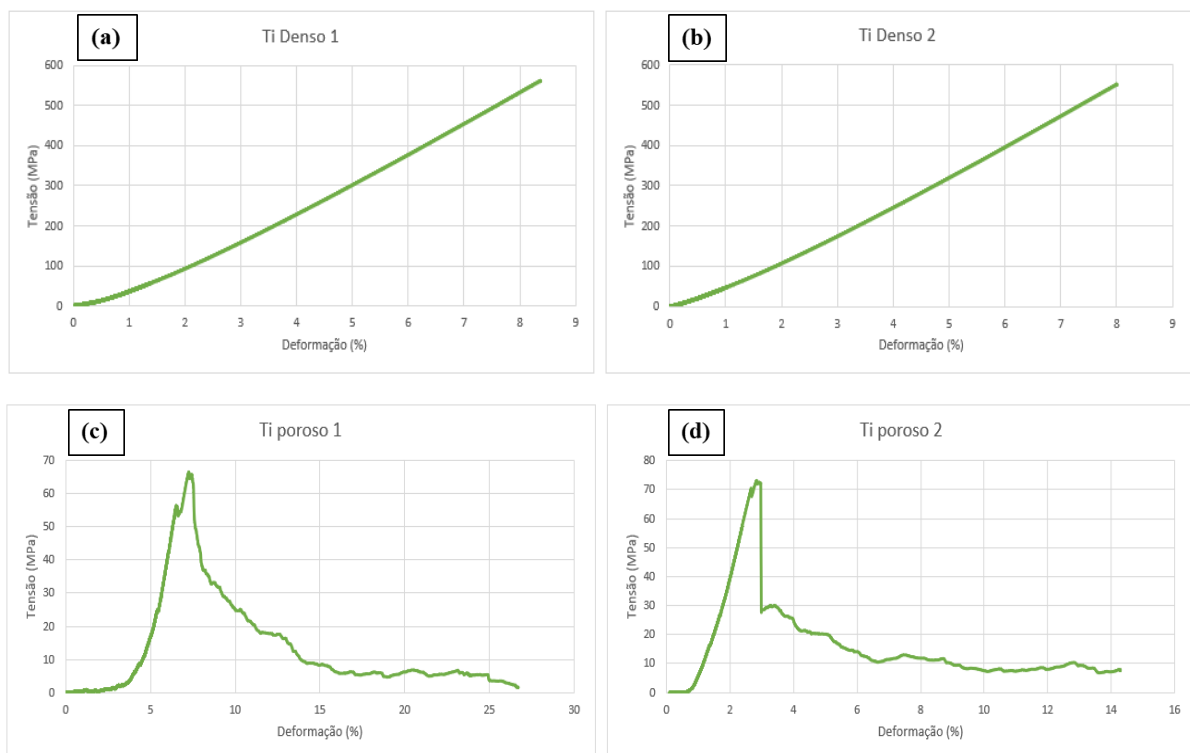 (a)
Ti Denso 1
Tensão (MPa)
600
500
400
300
200
100
0
0 1 2 3 4 5 6 7 8 9
Deformação (%)
(b)
Ti Denso 2
Tensão (MPa)
600
500
400
300
200
100
0
0 1 2 3 4 5 6 7 8 9
Deformação (%)
(c)
Ti poroso 1
Tensão (MPa)
70
60
50
40
30
20
10
0
0 5 10 15 20 25 30
Deformação (%)
(d)
Ti poroso 2
Tensão (MPa)
80
70
60
50
40
30
20
10
0
0 2 4 6 8 10 12 14 16
Deformação (%)